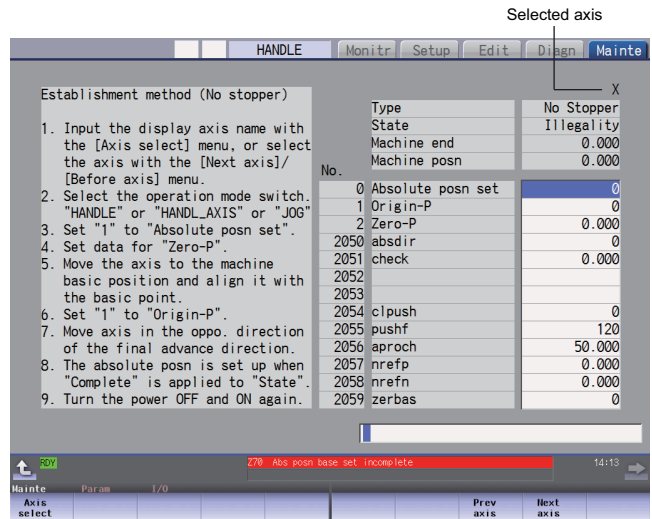 Selected axis
HANDLE Monitr Setup Edit Diagn Mainte
X
Establishment method (No stopper)
1. Input the display axis name with
the [Axis select] menu, or select
the axis with the [Next axis]/
[Before axis] menu.
2. Select the operation mode switch.
"HANDLE" or "HANDL_AXIS" or "JOG"
3. Set "1" to "Absolute posn set".
4. Set data for "Zero-P".
5. Move the axis to the machine
basic position and align it with
the basic point.
6. Set "1" to "Origin-P".
7. Move axis in the oppo. direction
of the final advance direction.
8. The absolute posn is set up when
"Complete" is applied to "State".
9. Turn the power OFF and ON again.
Type No Stopper
State Illegality
Machine end 0.000
Machine posn 0.000
No.
0 Absolute posn set 0
1 Origin-P 0
2 Zero-P 0.000
2050 absdir 0
2051 check 0.000
2052
2053
2054 clpush 0
2055 pushf 120
2056 aproch 50.000
2057 nrefp 0.000
2058 nrefn 0.000
2059 zerbas 0
RDY Z70 Abs posn base set incomplete 14:13
Mainte Param I/O
Axis select Prev axis Next axis